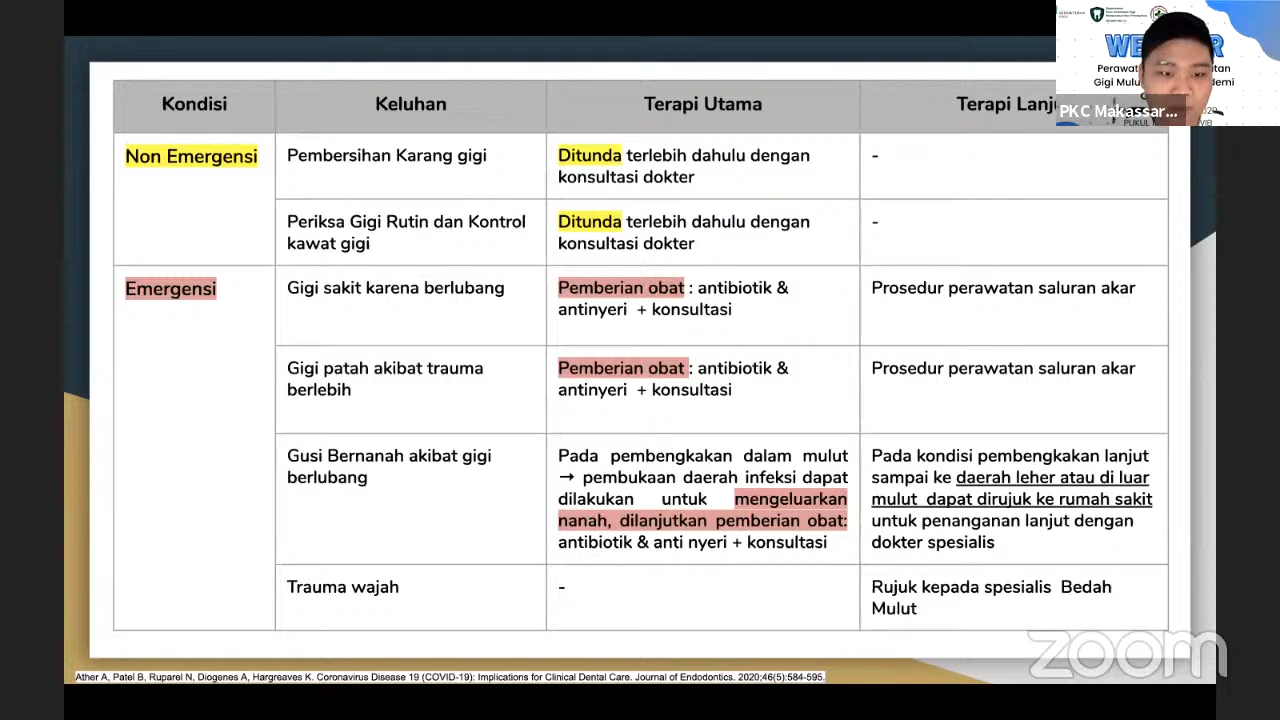 Kondisi
Keluhan
Terapi Utama
Terapi Lanju
Non Emergensi
Pembersihan Karang gigi
Ditunda terlebih dahulu dengan
konsultasi dokter
-
Periksa Gigi Rutin dan Kontrol
kawat gigi
Ditunda terlebih dahulu dengan
konsultasi dokter
-
Emergensi
Gigi sakit karena berlubang
Pemberian obat : antibiotik &
antinyeri + konsultasi
Prosedur perawatan saluran akar
Gigi patah akibat trauma
berlebih
Pemberian obat : antibiotik &
antinyeri + konsultasi
Prosedur perawatan saluran akar
Gusi Bernanah akibat gigi
berlubang
Pada pembengkakan dalam mulut
→ pembukaan daerah infeksi dapat
dilakukan untuk mengeluarkan
nanah, dilanjutkan pemberian obat:
antibiotik & anti nyeri + konsultasi
Pada kondisi pembengkakan lanjut
sampai ke daerah leher atau di luar
mulut dapat dirujuk ke rumah sakit
untuk penanganan lanjut dengan
dokter spesialis
Trauma wajah
-
Rujuk kepada spesialis Bedah
Mulut
Ather A, Patel B, Ruparel N, Diogenes A, Hargreaves K. Coronavirus Disease 19 (COVID-19): Implications for Clinical Dental Care. Journal of Endodontics. 2020;46(5):584-595.
PKC Makassar...
PUKUL
WIB
zoom